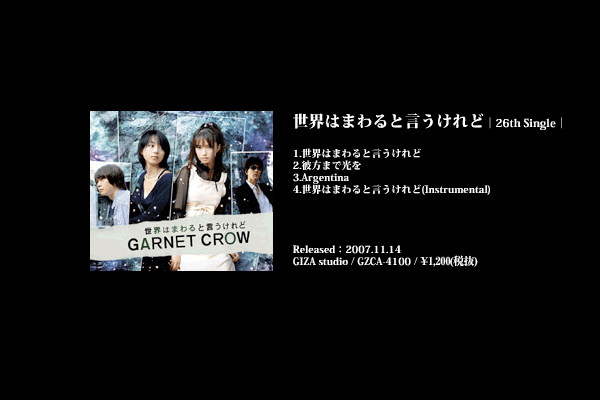 世界はまわると言うけれど｜26th Single｜
1.世界はまわると言うけれど
2.彼方まで光を
3.Argentina
4.世界はまわると言うけれど(Instrumental)
世界はまわると言うけれど
GARNET CROW
Released：2007.11.14
GIZA studio / GZCA-4100 / ¥1,200(税抜)